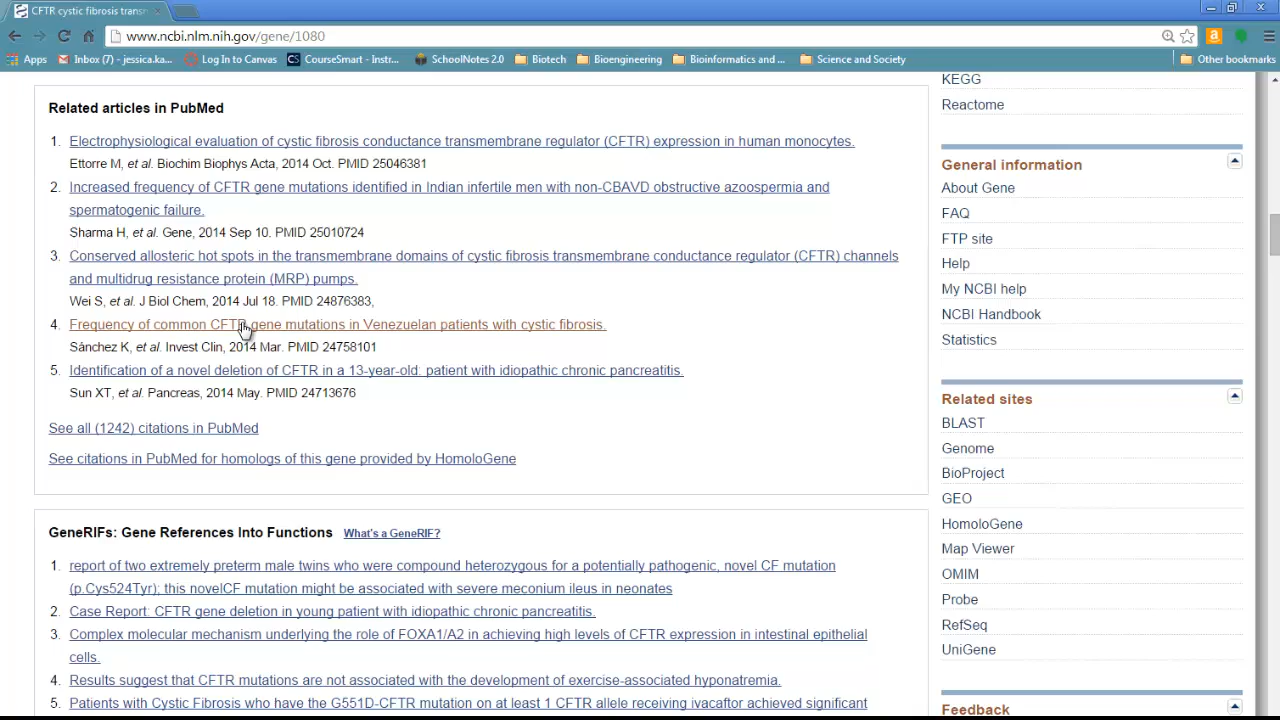 CFTR cystic fibrosis trans
www.ncbi.nlm.nih.gov/gene/1080
Apps
Inbox (7) - jessica.ka...
Log In to Canvas
CourseSmart - Instr...
SchoolNotes 2.0
Biotech
Bioengineering
Bioinformatics and ...
Science and Society
Other bookmarks
Related articles in PubMed
1. Electrophysiological evaluation of cystic fibrosis conductance transmembrane regulator (CFTR) expression in human monocytes.
Ettorre M, et al. Biochim Biophys Acta, 2014 Oct. PMID 25046381
2. Increased frequency of CFTR gene mutations identified in Indian infertile men with non-CBAVD obstructive azoospermia and
spermatogenic failure.
Sharma H, et al. Gene, 2014 Sep 10. PMID 25010724
3. Conserved allosteric hot spots in the transmembrane domains of cystic fibrosis transmembrane conductance regulator (CFTR) channels
and multidrug resistance protein (MRP) pumps.
Wei S, et al. J Biol Chem, 2014 Jul 18. PMID 24876383,
4. Frequency of common CFTR gene mutations in Venezuelan patients with cystic fibrosis.
Sánchez K, et al. Invest Clin, 2014 Mar. PMID 24758101
5. Identification of a novel deletion of CFTR in a 13-year-old: patient with idiopathic chronic pancreatitis.
Sun XT, et al. Pancreas, 2014 May. PMID 24713676
See all (1242) citations in PubMed
See citations in PubMed for homologs of this gene provided by HomoloGene
GeneRIFs: Gene References Into Functions What's a GeneRIF?
1. report of two extremely preterm male twins who were compound heterozygous for a potentially pathogenic, novel CF mutation
(p.Cys524Tyr); this novelCF mutation might be associated with severe meconium ileus in neonates
2. Case Report: CFTR gene deletion in young patient with idiopathic chronic pancreatitis.
3. Complex molecular mechanism underlying the role of FOXA1/A2 in achieving high levels of CFTR expression in intestinal epithelial
cells.
4. Results suggest that CFTR mutations are not associated with the development of exercise-associated hyponatremia.
5. Patients with Cystic Fibrosis who have the G551D-CFTR mutation on at least 1 CFTR allele receiving ivacaftor achieved significant
KEGG
Reactome
General information
About Gene
FAQ
FTP site
Help
My NCBI help
NCBI Handbook
Statistics
Related sites
BLAST
Genome
BioProject
GEO
HomoloGene
Map Viewer
OMIM
Probe
RefSeq
UniGene
Feedback